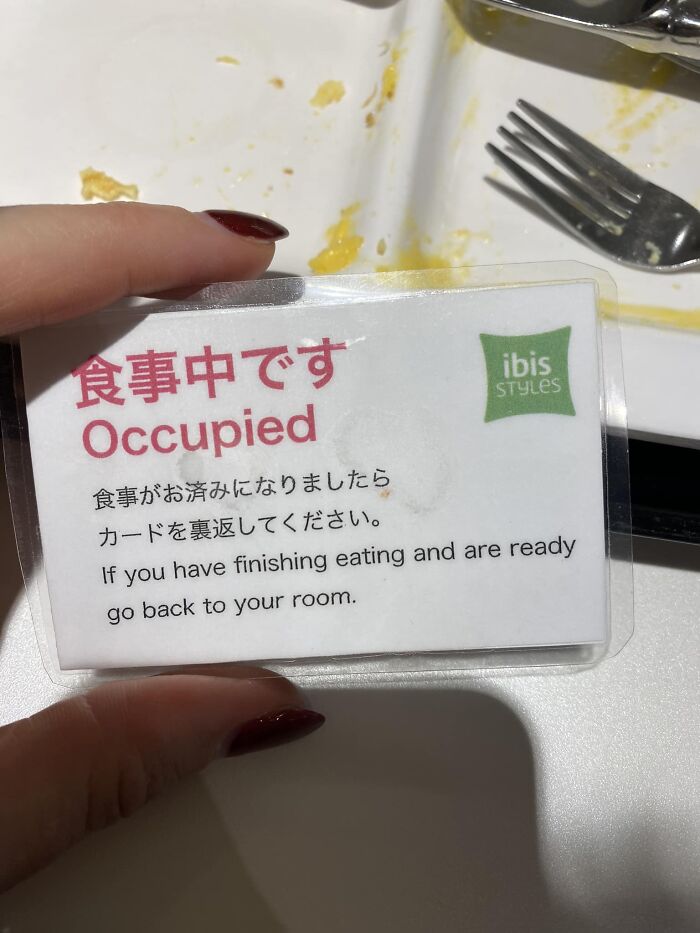 食事中です
Occupied
ibis
STYLES
食事がお済みになりましたら
カードを裏返してください。
If you have finishing eating and are ready
go back to your room.